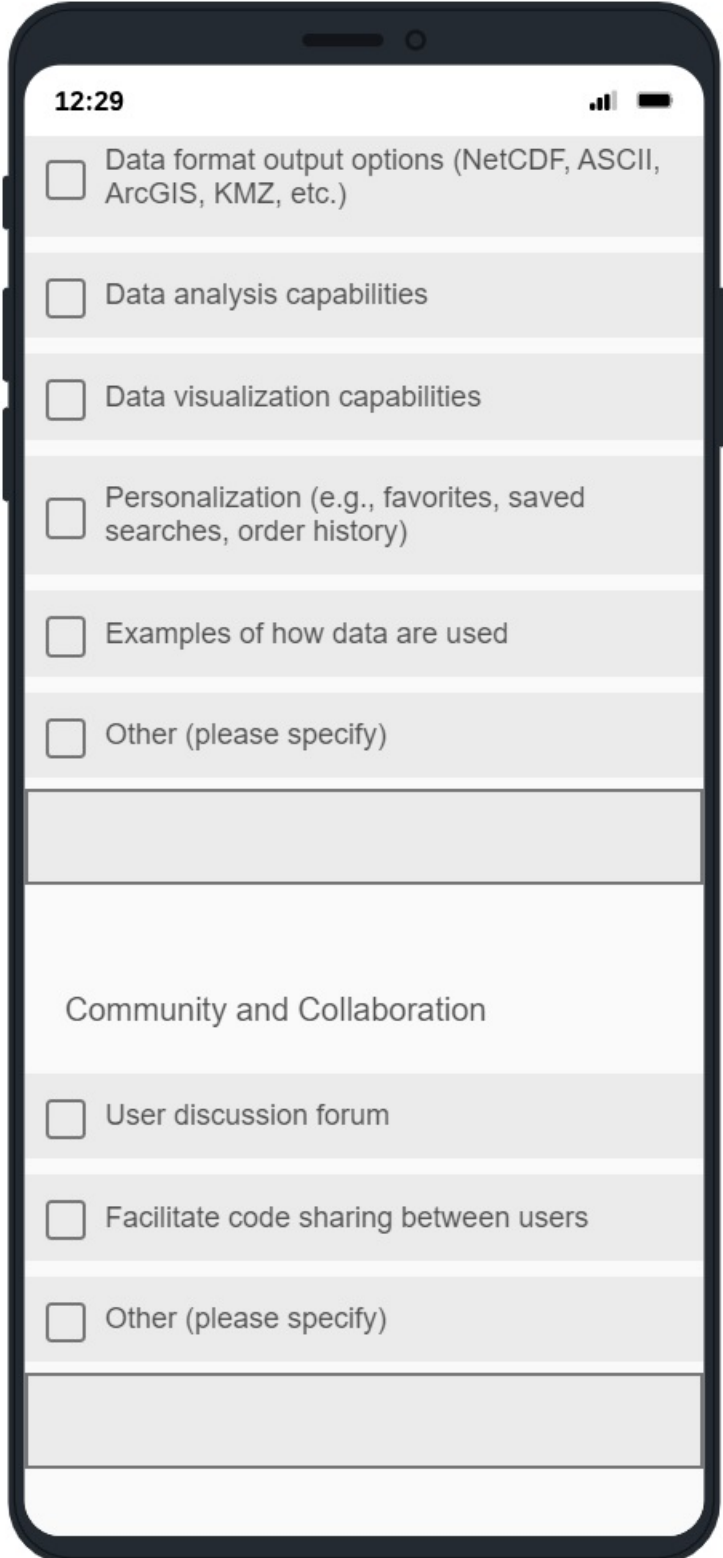 12:29
Data format output options (NetCDF, ASCII,
ArcGIS, KMZ, etc.)
Data analysis capabilities
Data visualization capabilities
Personalization (e.g., favorites, saved
searches, order history)
Examples of how data are used
Other (please specify)
Community and Collaboration
User discussion forum
Facilitate code sharing between users
Other (please specify)